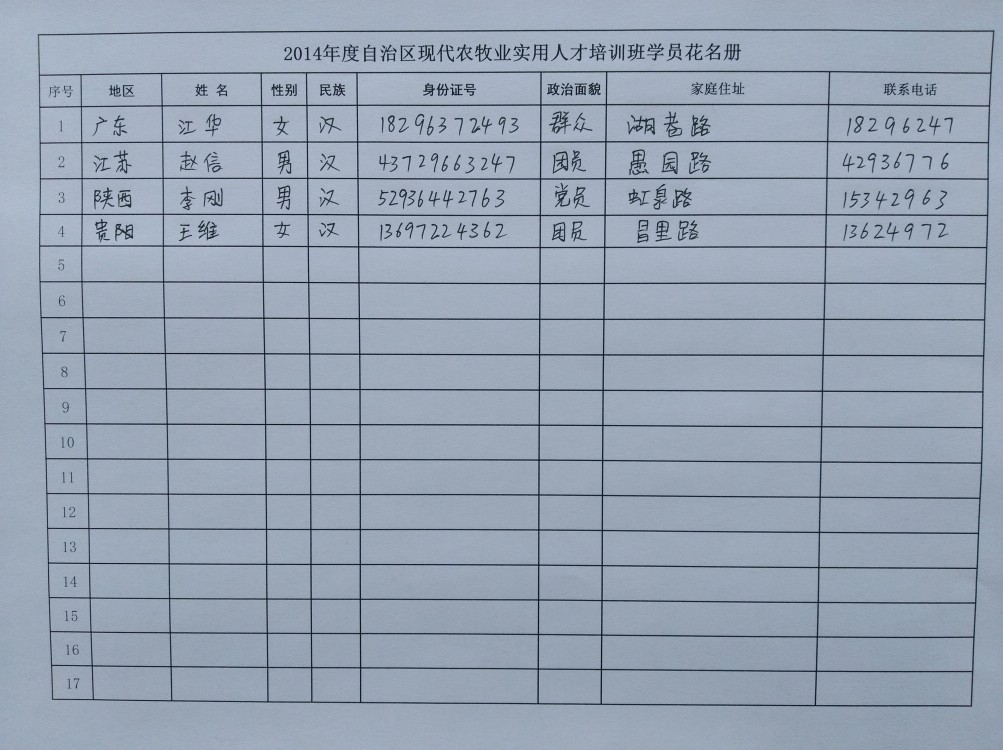 2014年度自治区现代农牧业实用人才培训班学员花名册
序号 地区 姓名 性别 民族 身份证号 政治面貌 家庭住址 联系电话
1 广东 江华 女 汉 18296372493 群众 湖茗路 18296247
2 江苏 赵信 男 汉 43729663247 团员 愚园路 42936776
3 陕西 李刚 男 汉 52936442763 党员 虹泉路 15342963
4 贵阳 王维 女 汉 13697224362 团员 昌里路 13624972
5
6
7
8
9
10
11
12
13
14
15
16
17